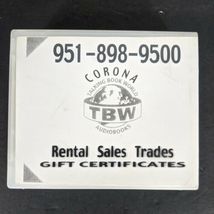 951-898-9500
CORONA
TALKING BOOK WORLD
TBW
AUDIOBOOKS
Rental Sales Trades
GIFT CERTIFICATES